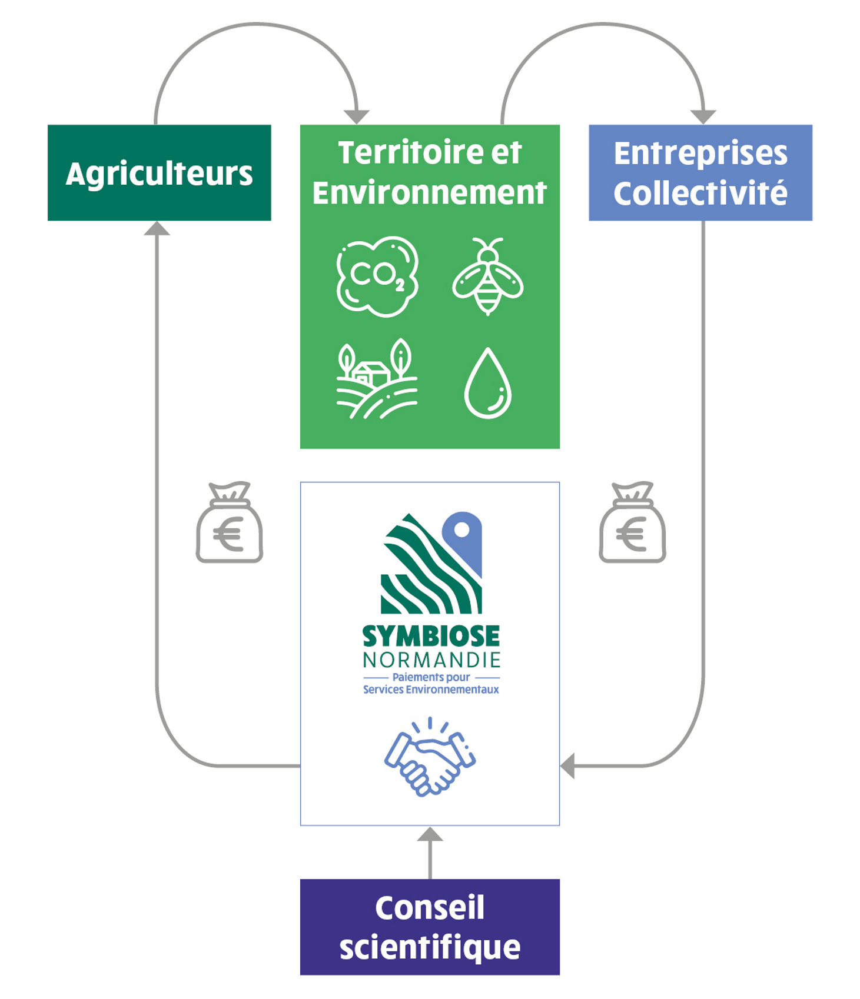 Agriculteurs
Territoire et
Environnement
Entreprises
Collectivité
CO2
€
€
SYMBIOSE
NORMANDIE
Paiements pour
Services Environnementaux
Conseil
scientifique